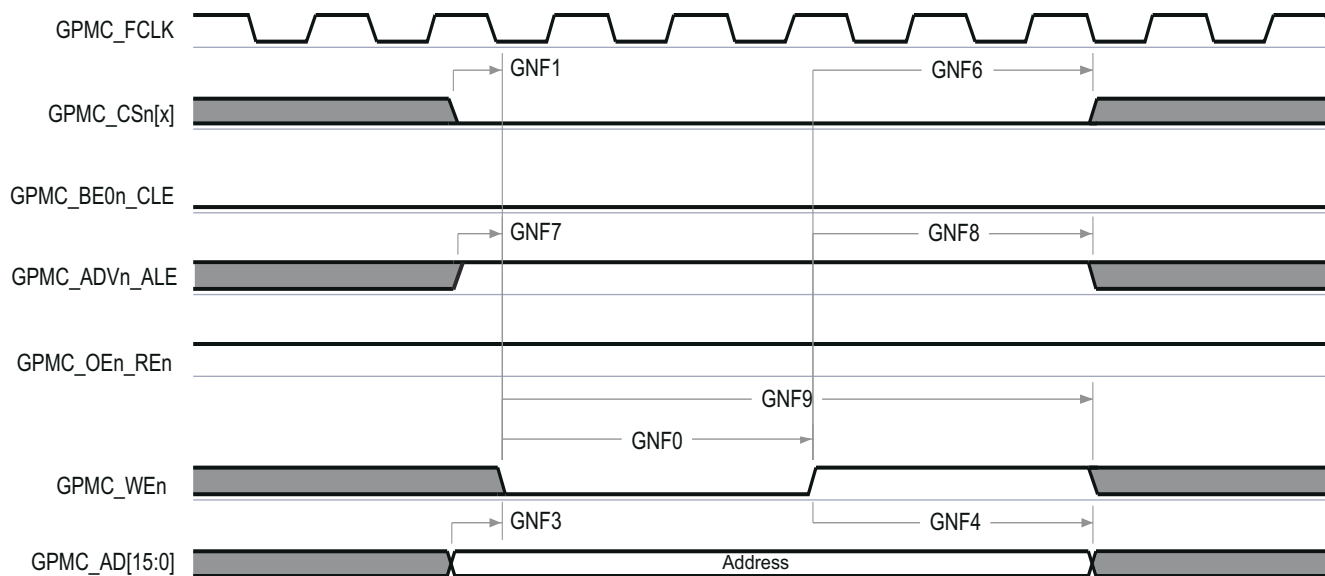 GPMC_FCLK
GNF1
GNF6
GPMC_CSn[x]
GPMC_BE0n_CLE
GNF7
GNF8
GPMC_ADVn_ALE
GPMC_OEn_REn
GNF9
GNF0
GPMC_WEn
GNF3
GNF4
GPMC_AD[15:0]
Address